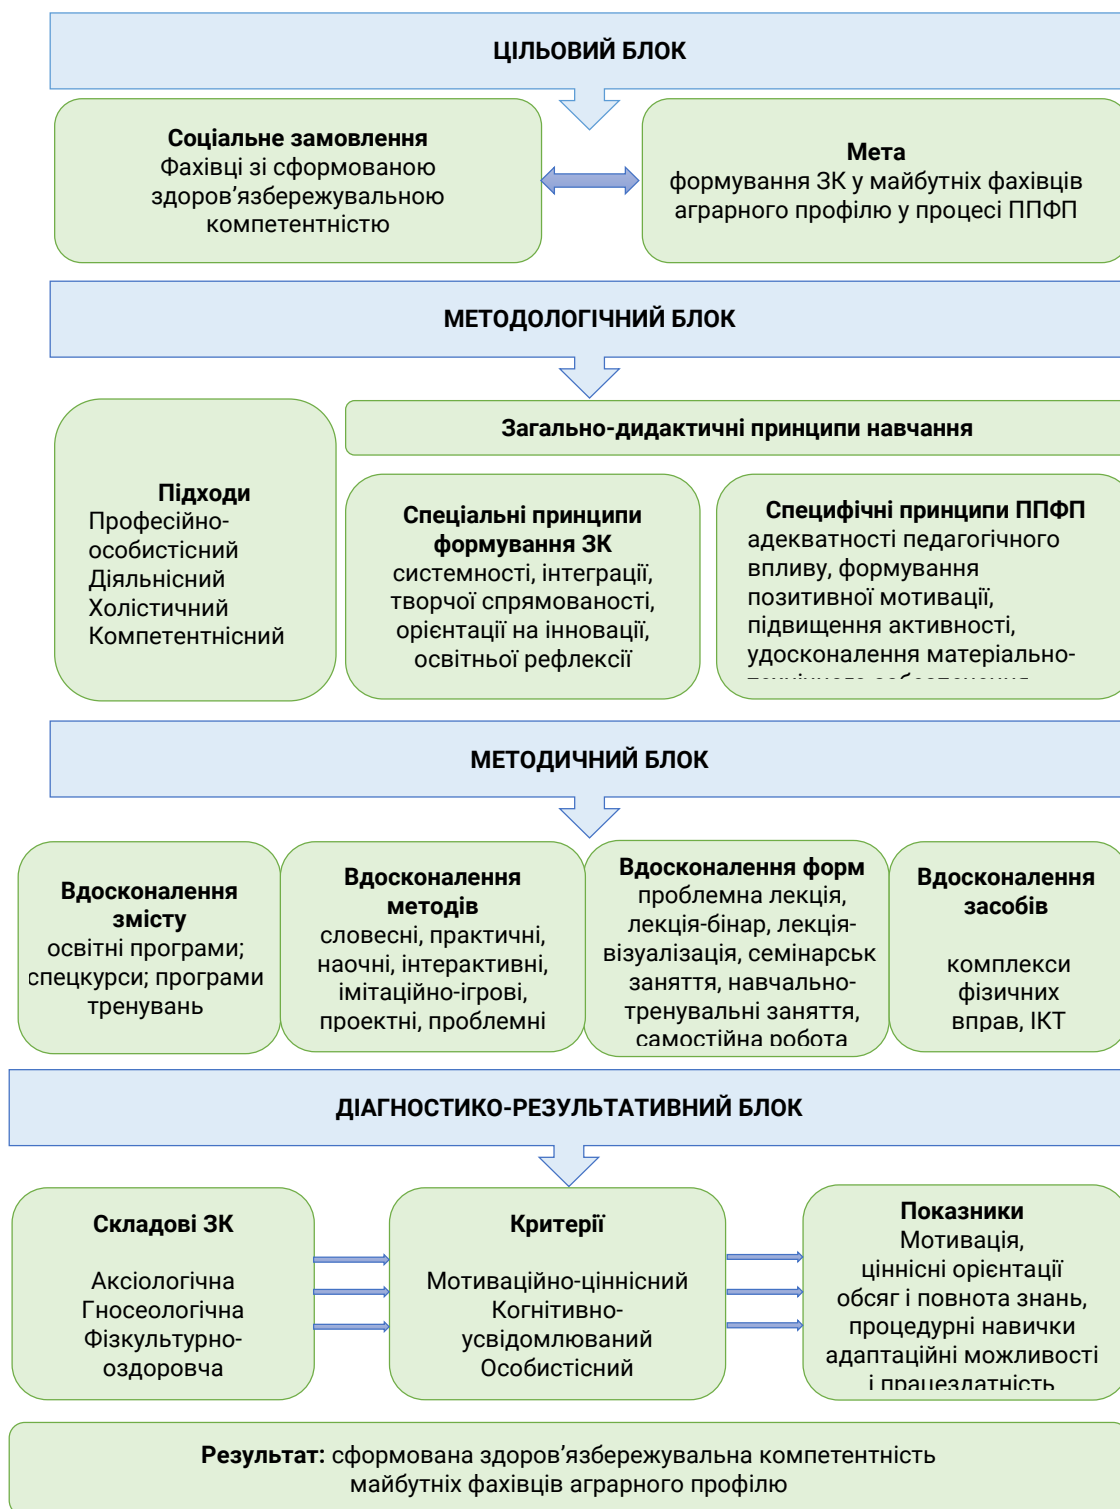 ЦІЛЬОВИЙ БЛОК
Соціальне замовлення
Фахівці зі сформованою
здоров’язбережувальною
компетентністю
Мета
формування ЗК у майбутніх фахівців
аграрного профілю у процесі ППФП
МЕТОДОЛОГІЧНИЙ БЛОК
Підходи
Професійно-
особистісний
Діяльнісний
Холістичний
Компетентнісний
Загально-дидактичні принципи навчання
Спеціальні принципи
формування ЗК
системності, інтеграції,
творчої спрямованості,
орієнтації на інновації,
освітньої рефлексії
Специфічні принципи ППФП
адекватності педагогічного
впливу, формування
позитивної мотивації,
підвищення активності,
удосконалення матеріально-
МЕТОДИЧНИЙ БЛОК
Вдосконалення
змісту
освітні програми;
спецкурси; програми
тренувань
Вдосконалення
методів
словесні, практичні,
наочні, інтерактивні,
імітаційно-ігрові,
проектні, проблемні
Вдосконалення форм
проблемна лекція,
лекція-бінар, лекція-
візуалізація, семінарськ
заняття, навчально-
тренувальні заняття,
самостійна робота
Вдосконалення
засобів
комплекси
фізичних
вправ, ІКТ
ДІАГНОСТИКО-РЕЗУЛЬТАТИВНИЙ БЛОК
Складові ЗК
Аксіологічна
Гносеологічна
Фізкультурно-
оздоровча
Критерії
Мотиваційно-ціннісний
Когнітивно-
усвідомлюваний
Особистісний
Показники
Мотивація,
ціннісні орієнтації
обсяг і повнота знань,
процедурні навички
адаптаційні можливості
і працездатність
Результат: сформована здоров’язбережувальна компетентність
майбутніх фахівців аграрного профілю